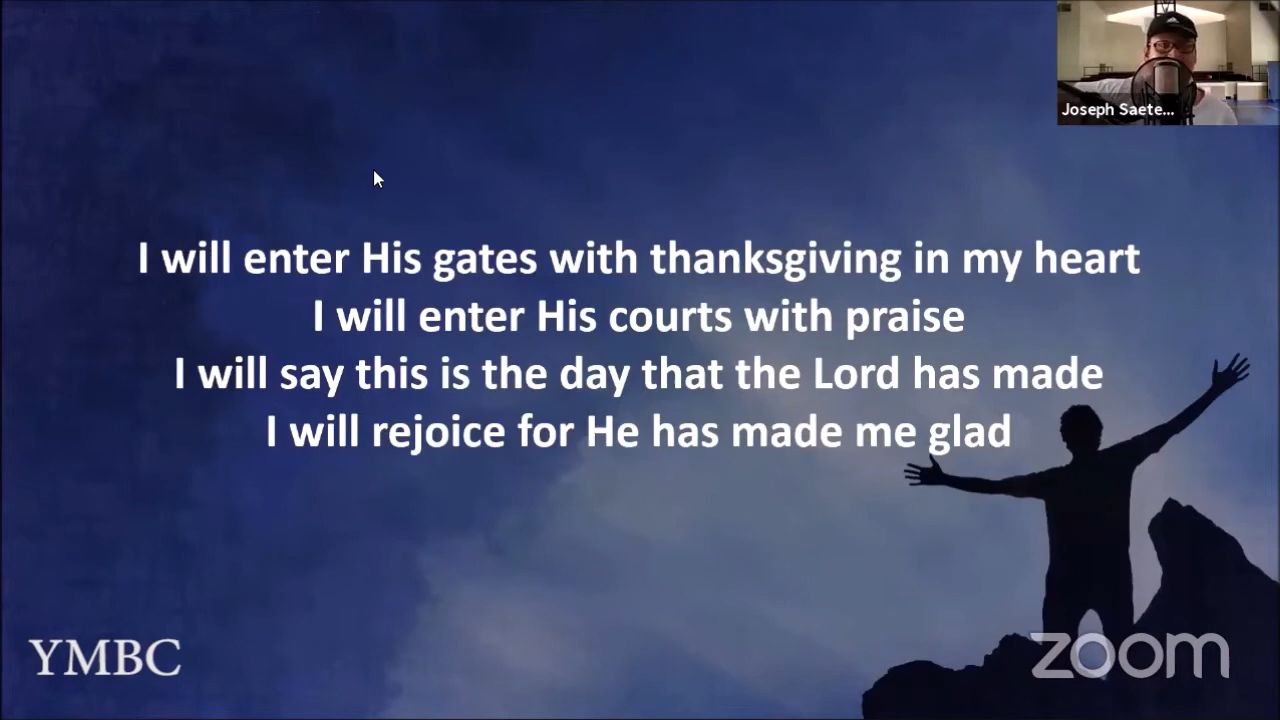 Joseph Saete...
I will enter His gates with thanksgiving in my heart
I will enter His courts with praise
I will say this is the day that the Lord has made
I will rejoice for He has made me glad
YMBC
zoom